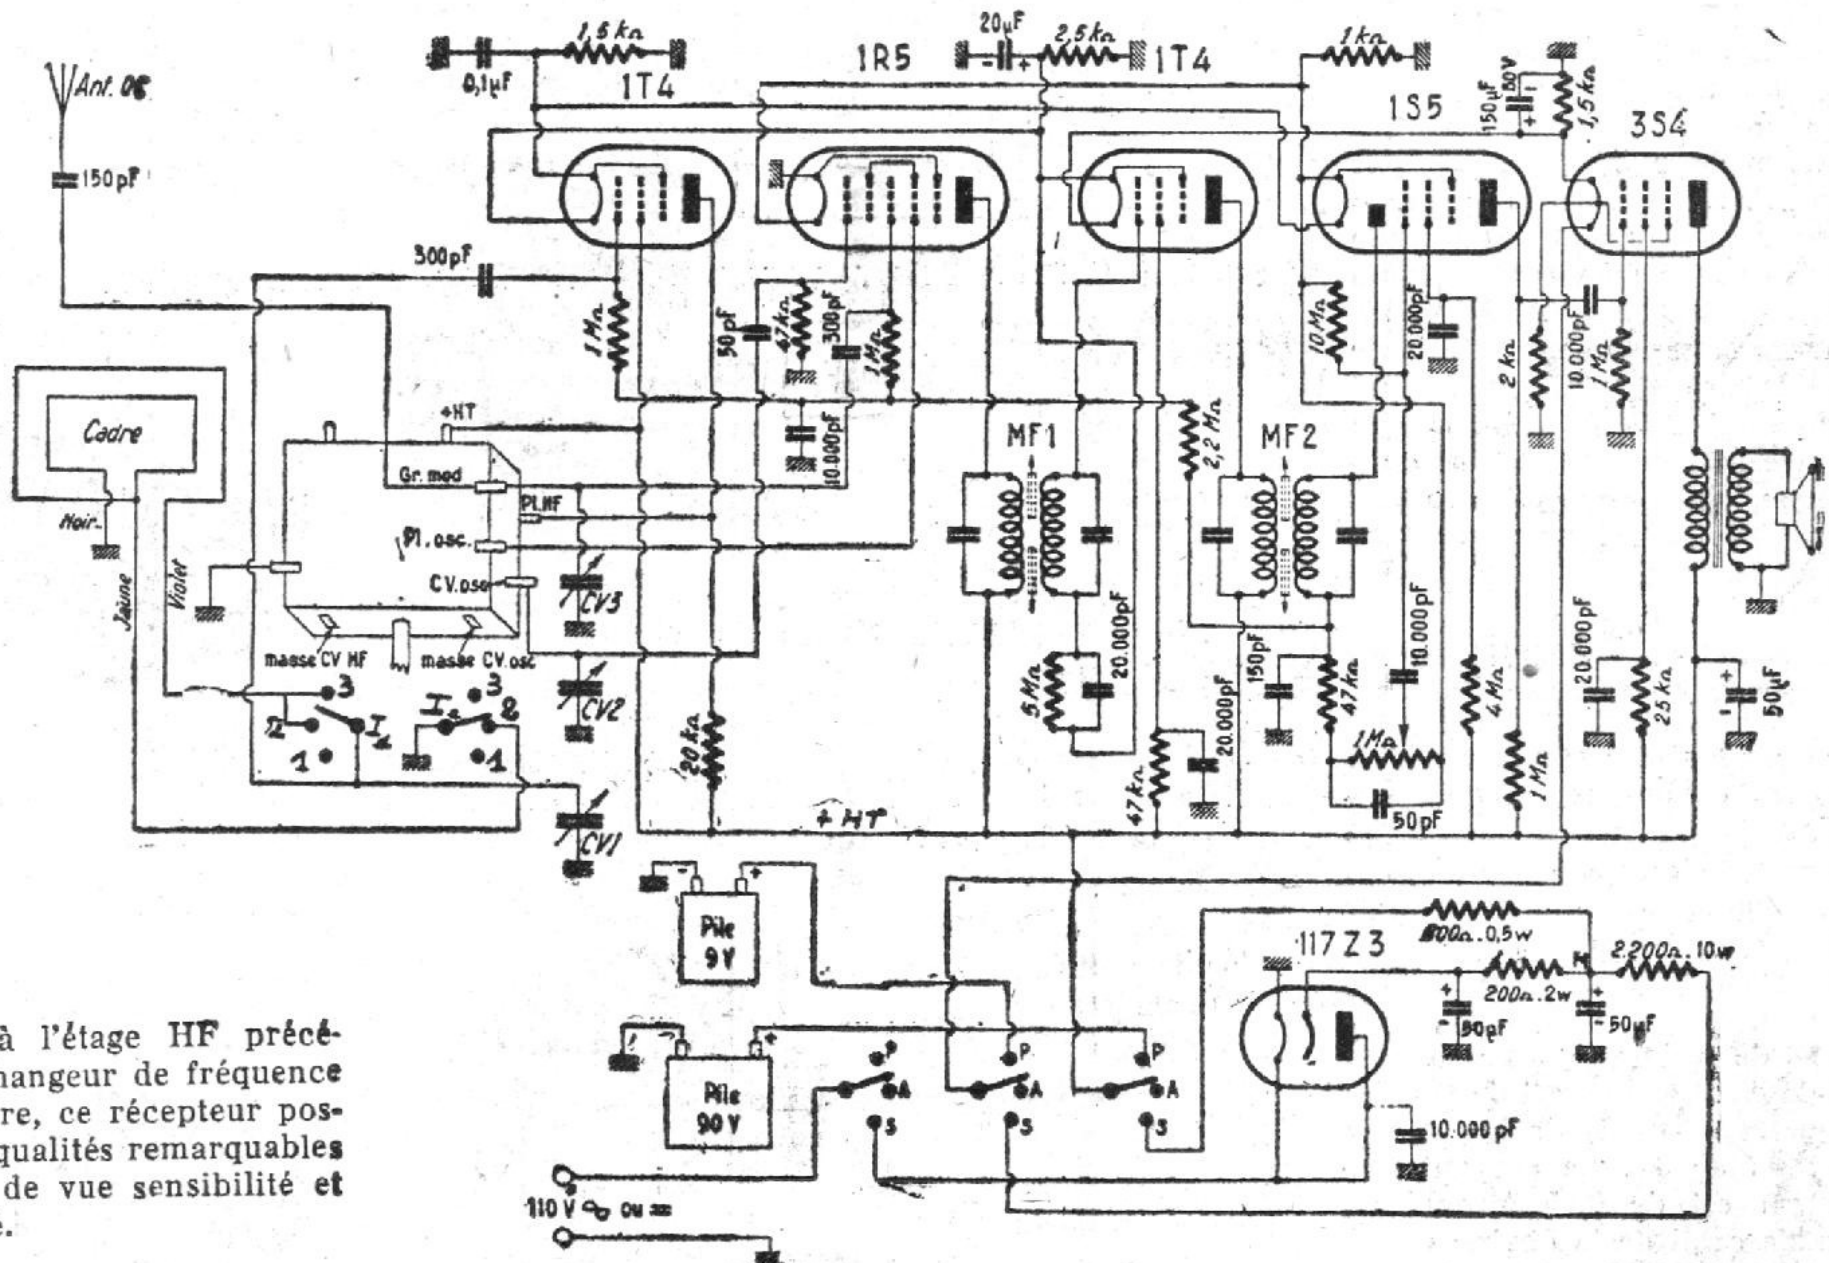 1,5 kΩ
20µF
2,5 kΩ
1 kΩ
0,1µF
1T4
1R5
1T4
1S5
150µF
1,5 kΩ
3S4
Ant.
150pF
300pF
1 MΩ
50pF
47 kΩ
300pF
1 MΩ
10 MΩ
20.000pF
2 kΩ
10.000pF
1 MΩ
Cadre
+HT
Gr. mod
Pl. HF
Pl. osc.
CV. osc
10.000pF
MF1
2,2 MΩ
MF2
Noir
Jaune
Violet
masse CV HF
masse CV. osc
CV3
CV2
CV1
3
2
1
3
2
1
20 kΩ
5 MΩ
20.000pF
47 kΩ
20.000pF
150pF
47 kΩ
10.000pF
1 MΩ
50pF
4 MΩ
1 MΩ
20.000pF
25 kΩ
+
-
50µF
+ HT
- +
Pile
9 V
- +
Pile
90 V
P
A
S
P
A
S
P
A
S
110 V ou =
117Z3
0,5w
200Ω.2w
2.200Ω.10w
50µF
10.000 pF
à l'étage HF précé-
hangeur de fréquence
re, ce récepteur pos-
qualités remarquables
de vue sensibilité et
e.